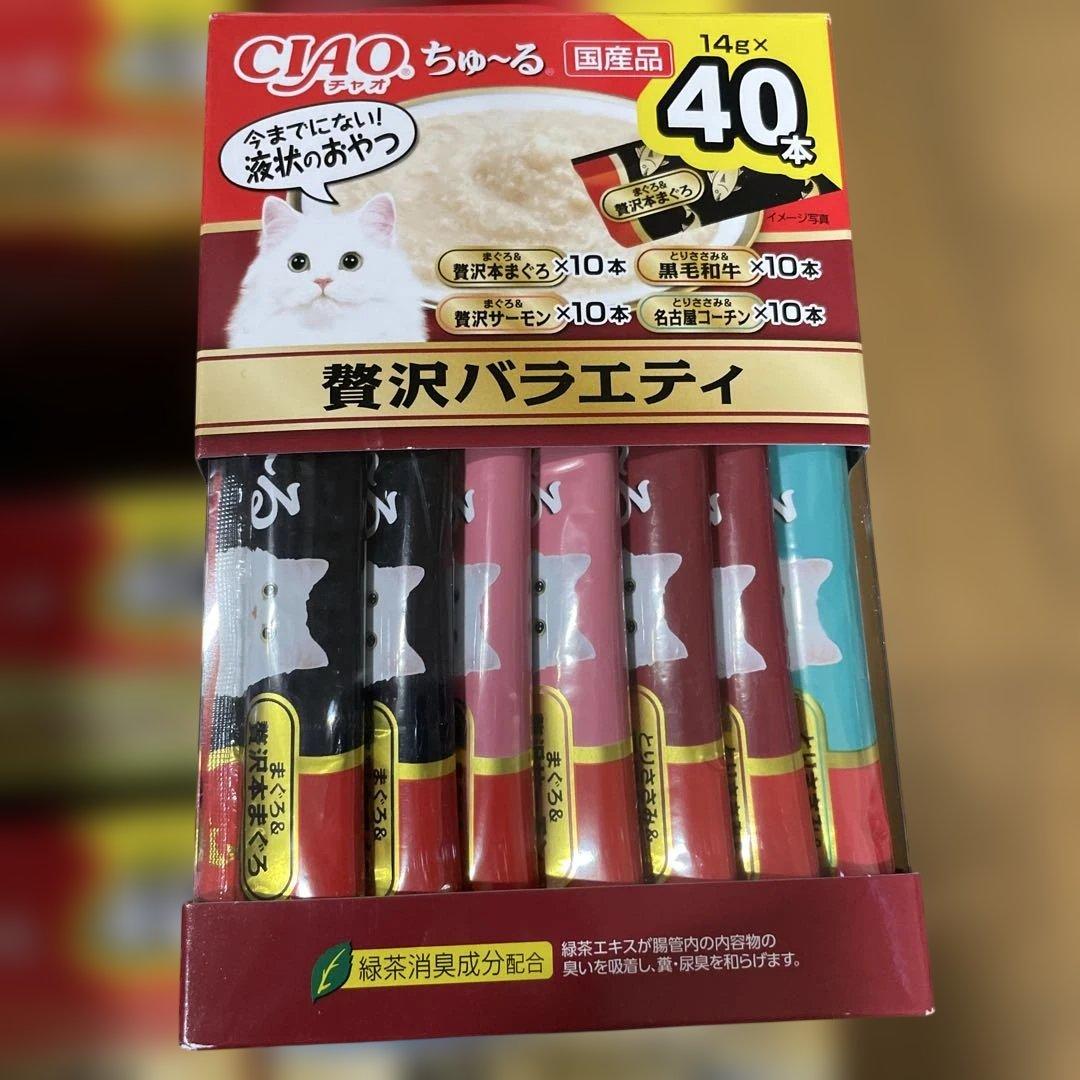 CIAO® ちゅ～る® 国産品
チャオ
14g×
40本
今までにない!
液状のおやつ
まぐろ&
贅沢本まぐろ
イメージ写真
まぐろ&
贅沢本まぐろ ×10本
とりささみ&
黒毛和牛 ×10本
まぐろ&
贅沢サーモン ×10本
とりささみ&
名古屋コーチン ×10本
贅沢バラエティ
る
る
まぐろ&
贅沢本まぐろ
まぐろ&
まぐろ&
とりささみ&
緑茶消臭成分配合
緑茶エキスが腸管内の内容物の
臭いを吸着し、糞・尿臭を和らげます。